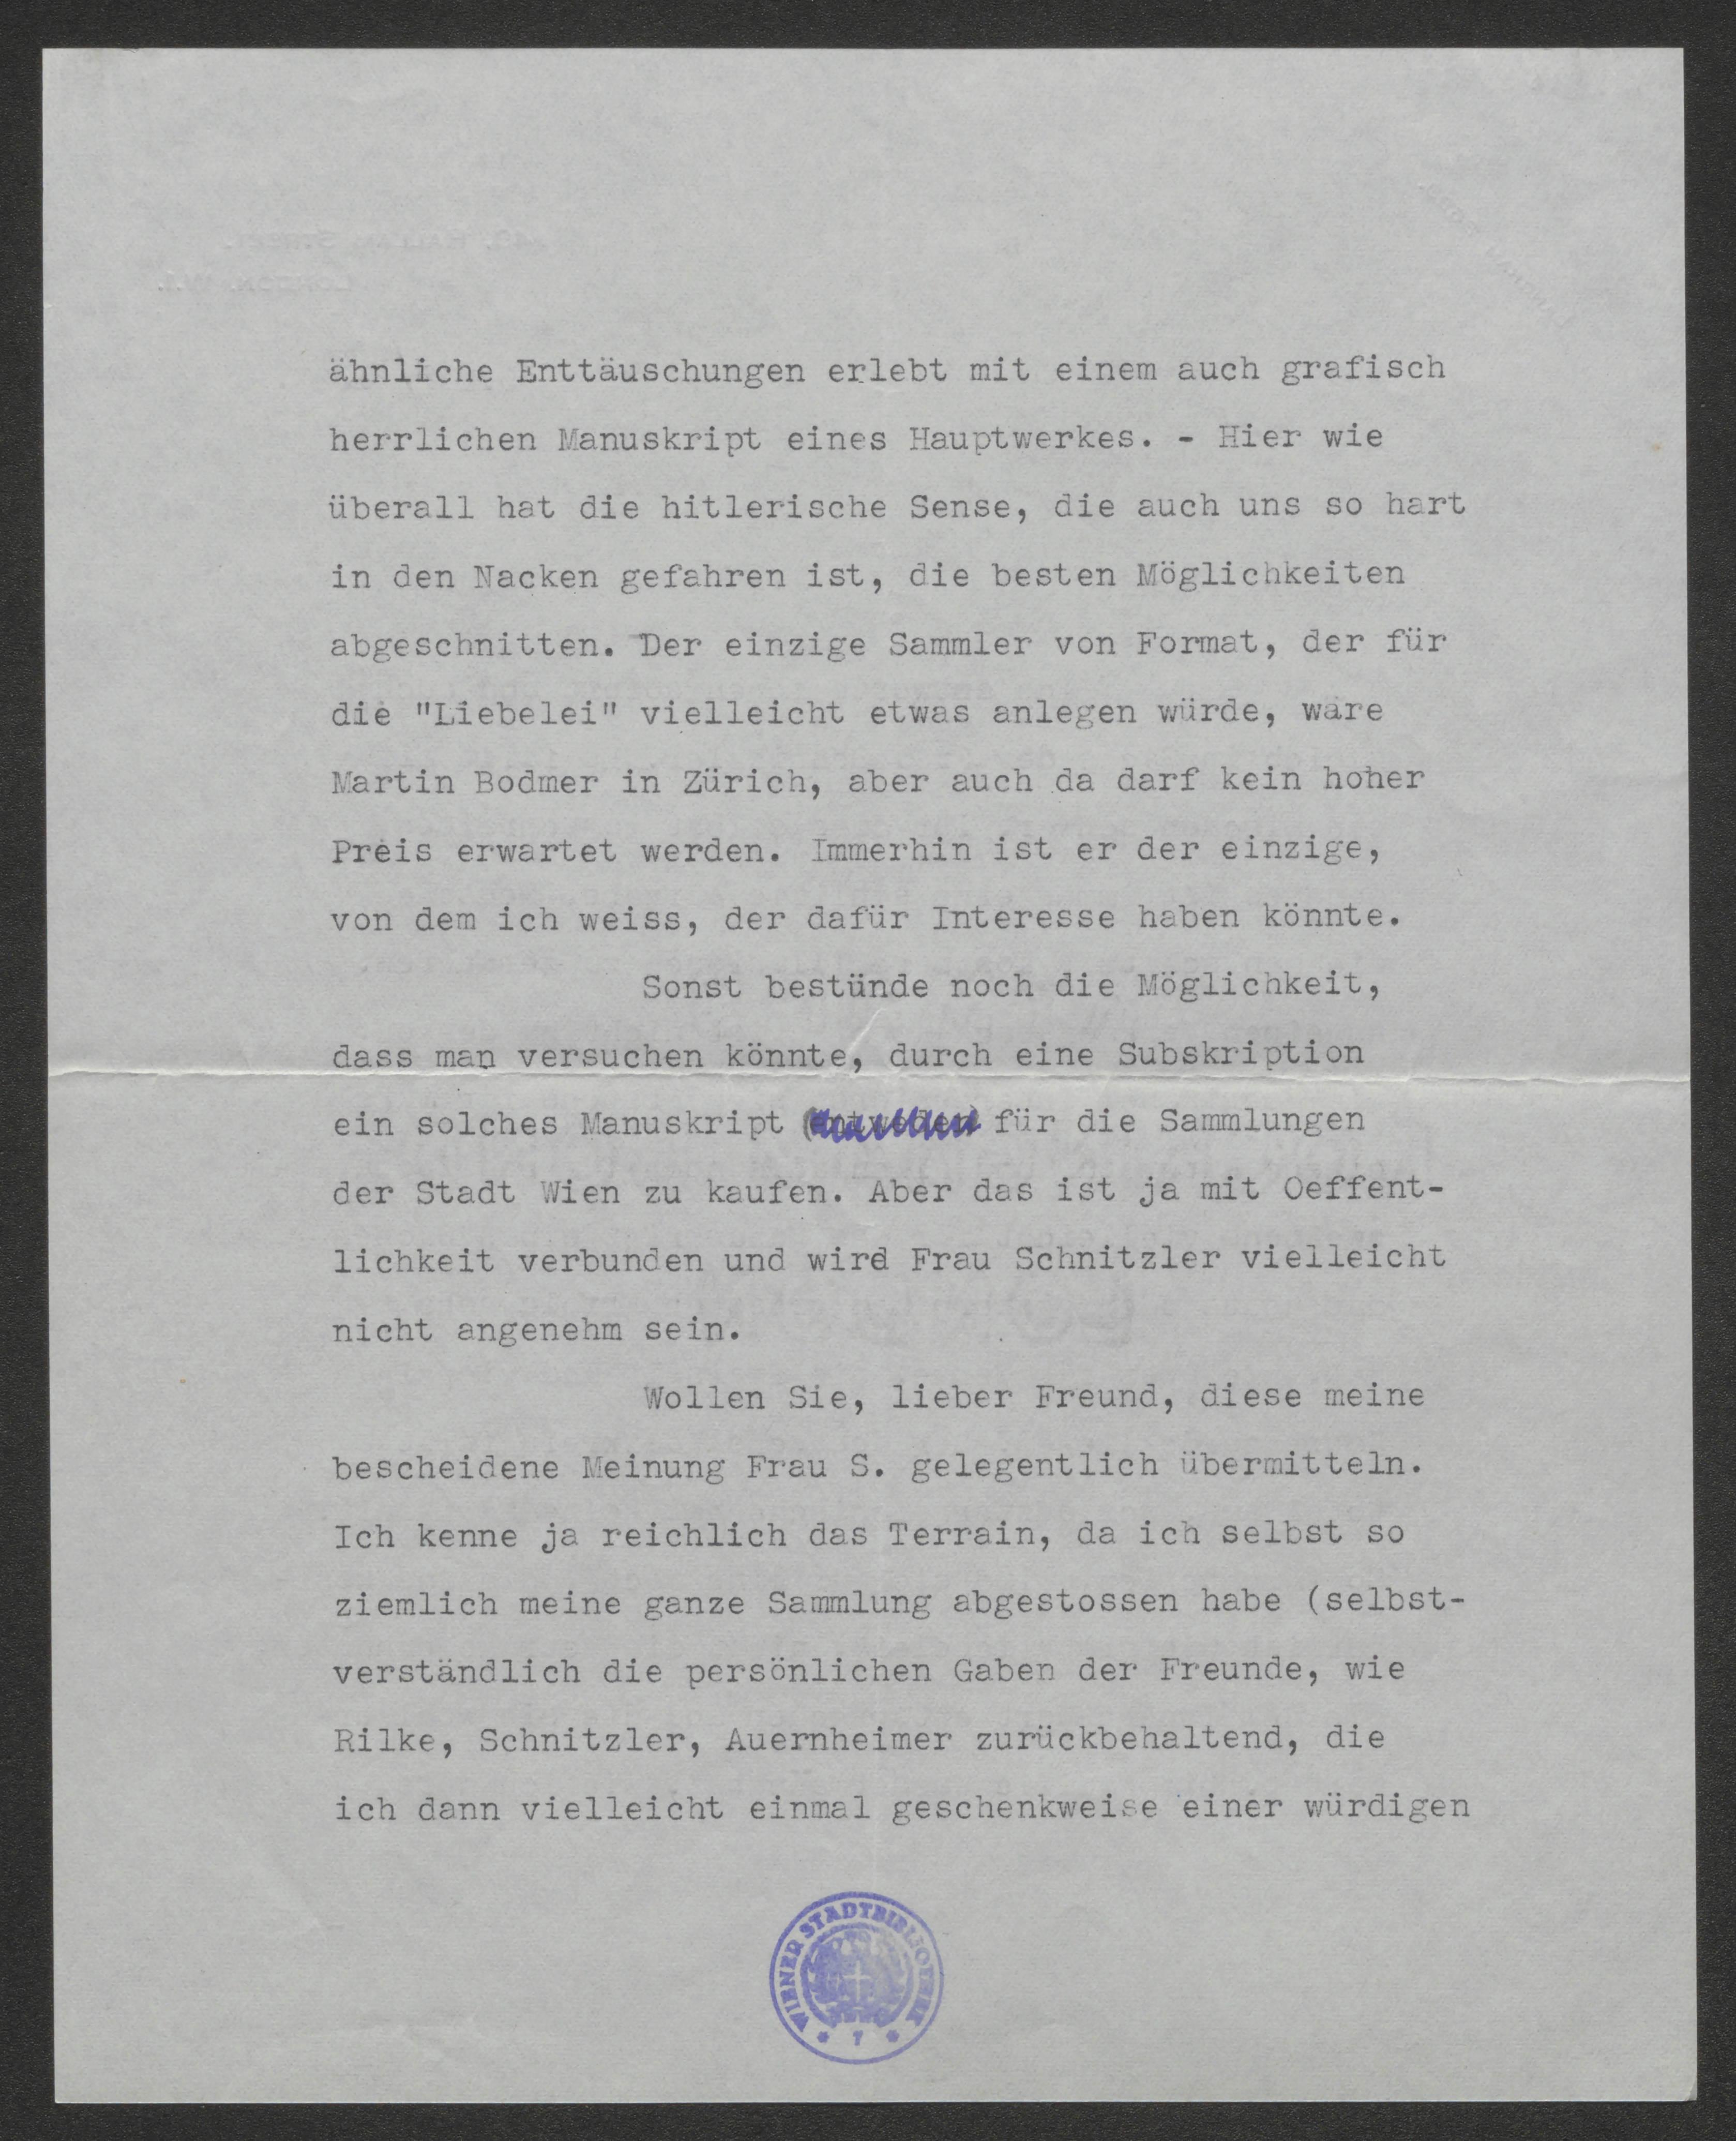 ähnliche Enttäuschungen erlebt mit einem auch grafisch
herrlichen Manuskript eines Hauptwerkes. - Hier wie
überall hat die hitlerische Sense, die auch uns so hart
in den Nacken gefahren ist, die besten Möglichkeiten
abgeschnitten. Der einzige Sammler von Format, der für
die "Liebelei" vielleicht etwas anlegen würde, wäre
Martin Bodmer in Zürich, aber auch da darf kein hoher
Preis erwartet werden. Immerhin ist er der einzige,
von dem ich weiss, der dafür Interesse haben könnte.
Sonst bestünde noch die Möglichkeit,
dass man versuchen könnte, durch eine Subskription
ein solches Manuskript (entweder) für die Sammlungen
der Stadt Wien zu kaufen. Aber das ist ja mit Oeffent-
lichkeit verbunden und wird Frau Schnitzler vielleicht
nicht angenehm sein.
Wollen Sie, lieber Freund, diese meine
bescheidene Meinung Frau S. gelegentlich übermitteln.
Ich kenne ja reichlich das Terrain, da ich selbst so
ziemlich meine ganze Sammlung abgestossen habe (selbst-
verständlich die persönlichen Gaben der Freunde, wie
Rilke, Schnitzler, Auernheimer zurückbehaltend, die
ich dann vielleicht einmal geschenkweise einer würdigen
WIENER STADTBIBLIOTHEK